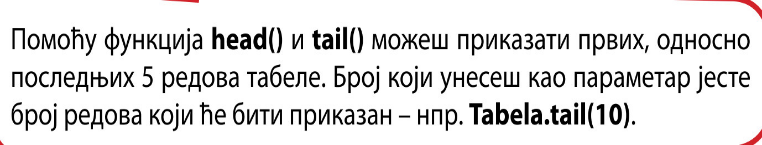 Помоћу функција head() и tail() можеш приказати првих, односно
последњих 5 редова табеле. Број који унесеш као параметар јесте
број редова који ће бити приказан – нпр. Tabela.tail(10).